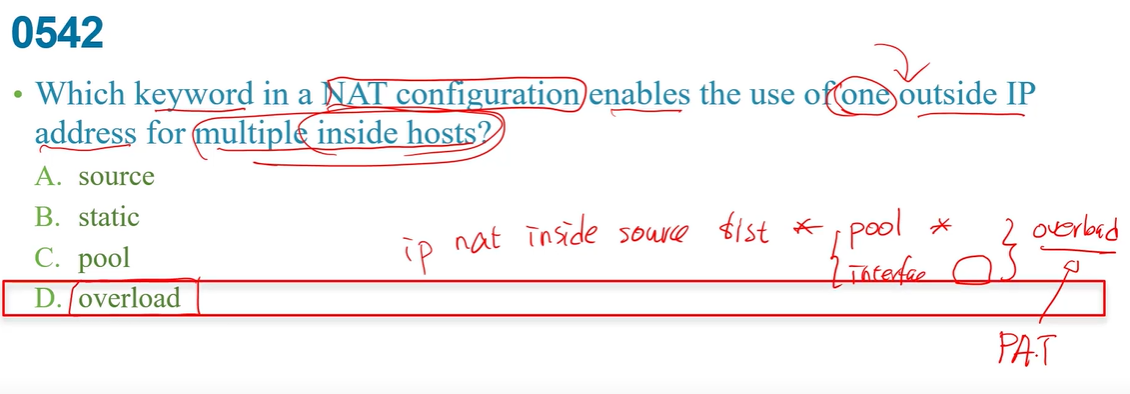 0542
• Which keyword in a NAT configuration enables the use of one outside IP
address for multiple inside hosts?
A. source
B. static
C. pool
D. overload
ip nat inside source list * { pool * } overload
interface
PAT